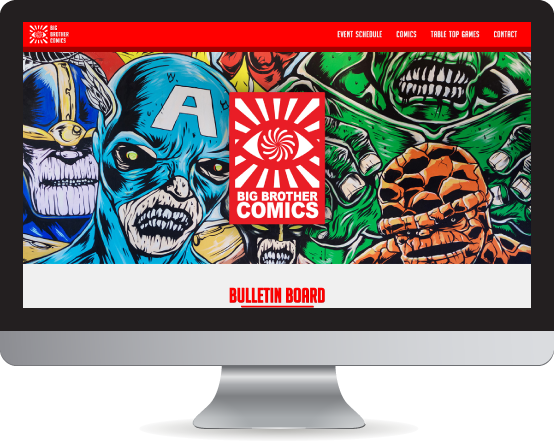 BIG
BROTHER
COMICS
EVENT SCHEDULE COMICS TABLE TOP GAMES CONTACT
A
BIG BROTHER
COMICS
BULLETIN BOARD